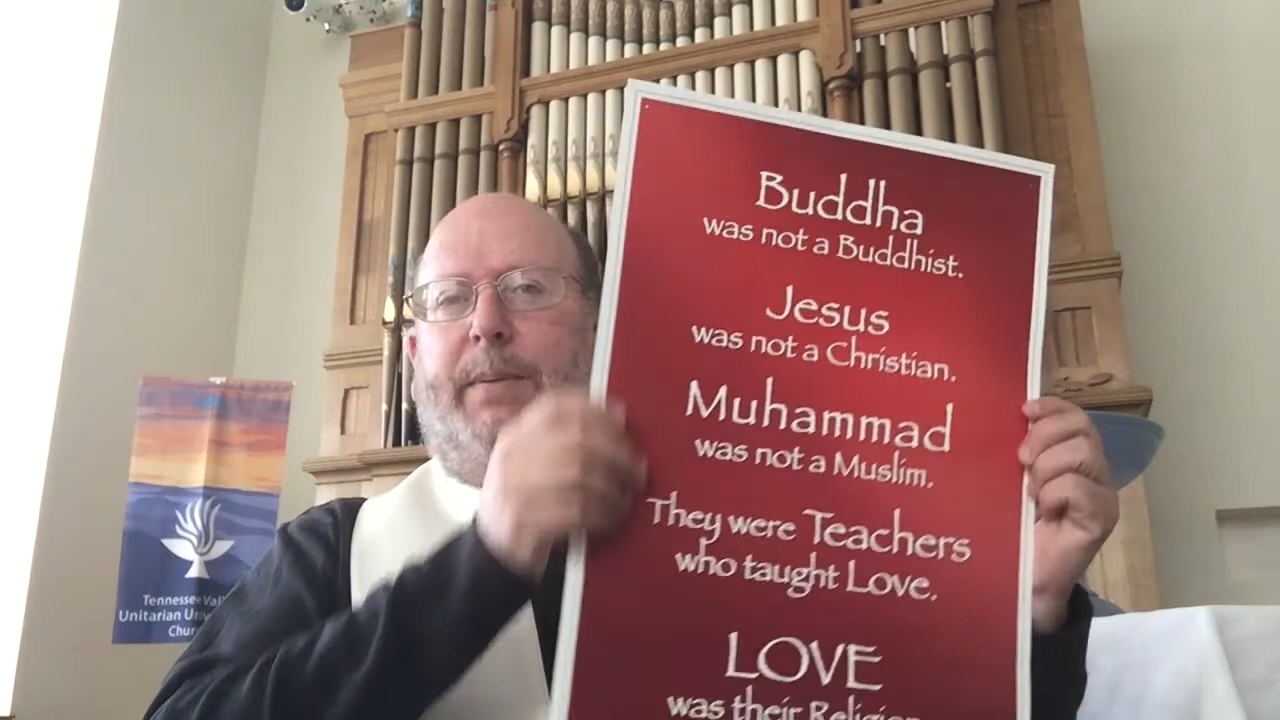 Buddha
was not a Buddhist.
Jesus
was not a Christian.
Muhammad
was not a Muslim.
They were Teachers
who taught Love.
LOVE
was their
Tennessee
Unitarian